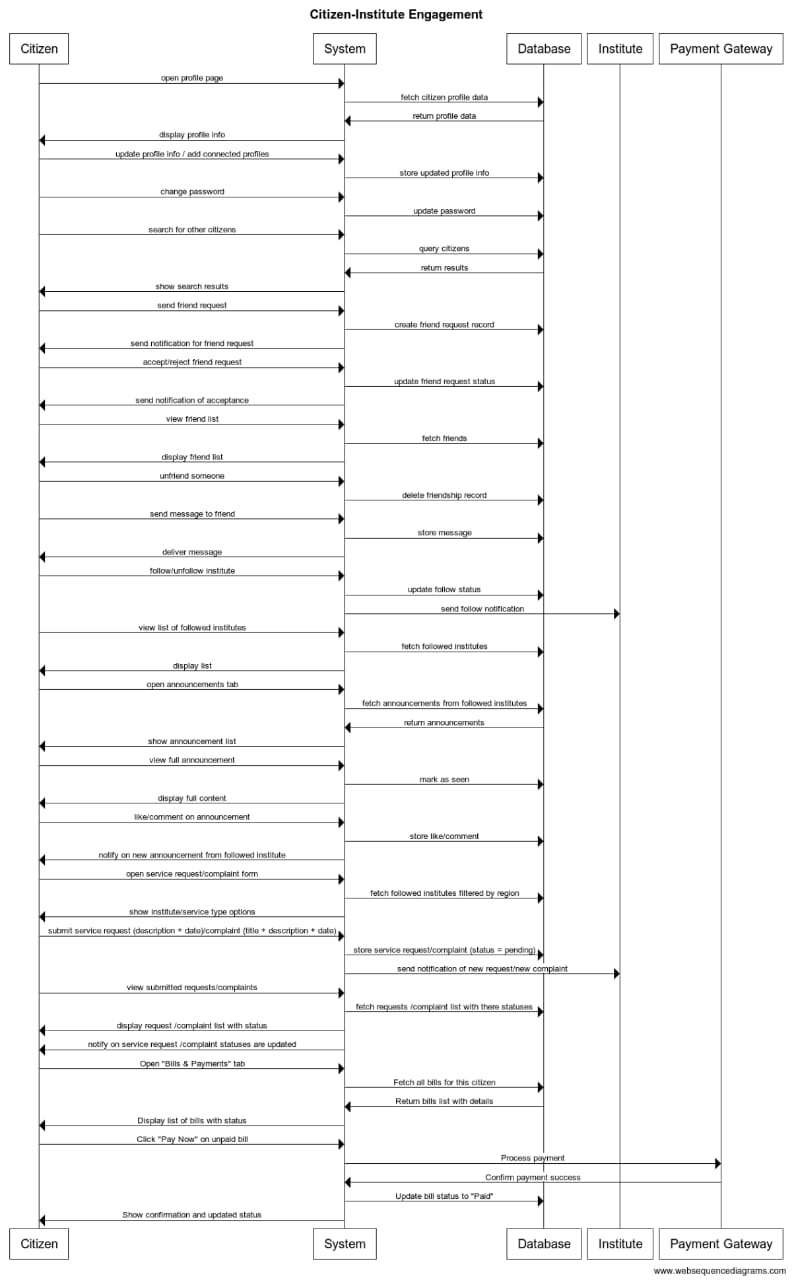 Citizen-Institute Engagement
Citizen System Database Institute Payment Gateway
open profile page
fetch citizen profile data
return profile data
display profile info
update profile info / add connected profiles
store updated profile info
change password
update password
search for other citizens
query citizens
return results
show search results
send friend request
create friend request record
send notification for friend request
accept/reject friend request
update friend request status
send notification of acceptance
view friend list
fetch friends
display friend list
unfriend someone
delete friendship record
send message to friend
store message
deliver message
follow/unfollow institute
update follow status
send follow notification
view list of followed institutes
fetch followed institutes
display list
open announcements tab
fetch announcements from followed institutes
return announcements
show announcement list
view full announcement
mark as seen
display full content
like/comment on announcement
store like/comment
notify on new announcement from followed institute
open service request/complaint form
fetch followed institutes filtered by region
show institute/service type options
submit service request (description + date)/complaint (title + description + date)
store service request/complaint (status = pending)
send notification of new request/new complaint
view submitted requests/complaints
fetch requests /complaint list with there statuses
display request /complaint list with status
notify on service request /complaint statuses are updated
Open "Bills & Payments" tab
Fetch all bills for this citizen
Return bills list with details
Display list of bills with status
Click "Pay Now" on unpaid bill
Process payment
Confirm payment success
Update bill status to "Paid"
Show confirmation and updated status
Citizen System Database Institute Payment Gateway
www.websequencediagrams.com